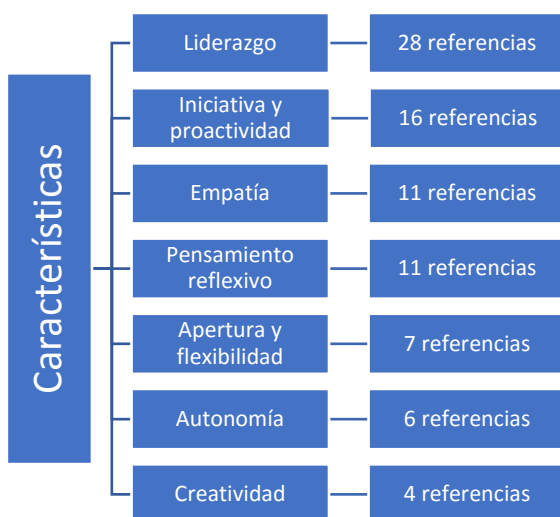 Características
Liderazgo
28 referencias
Iniciativa y
proactividad
16 referencias
Empatía
11 referencias
Pensamiento
reflexivo
11 referencias
Apertura y
flexibilidad
7 referencias
Autonomía
6 referencias
Creatividad
4 referencias